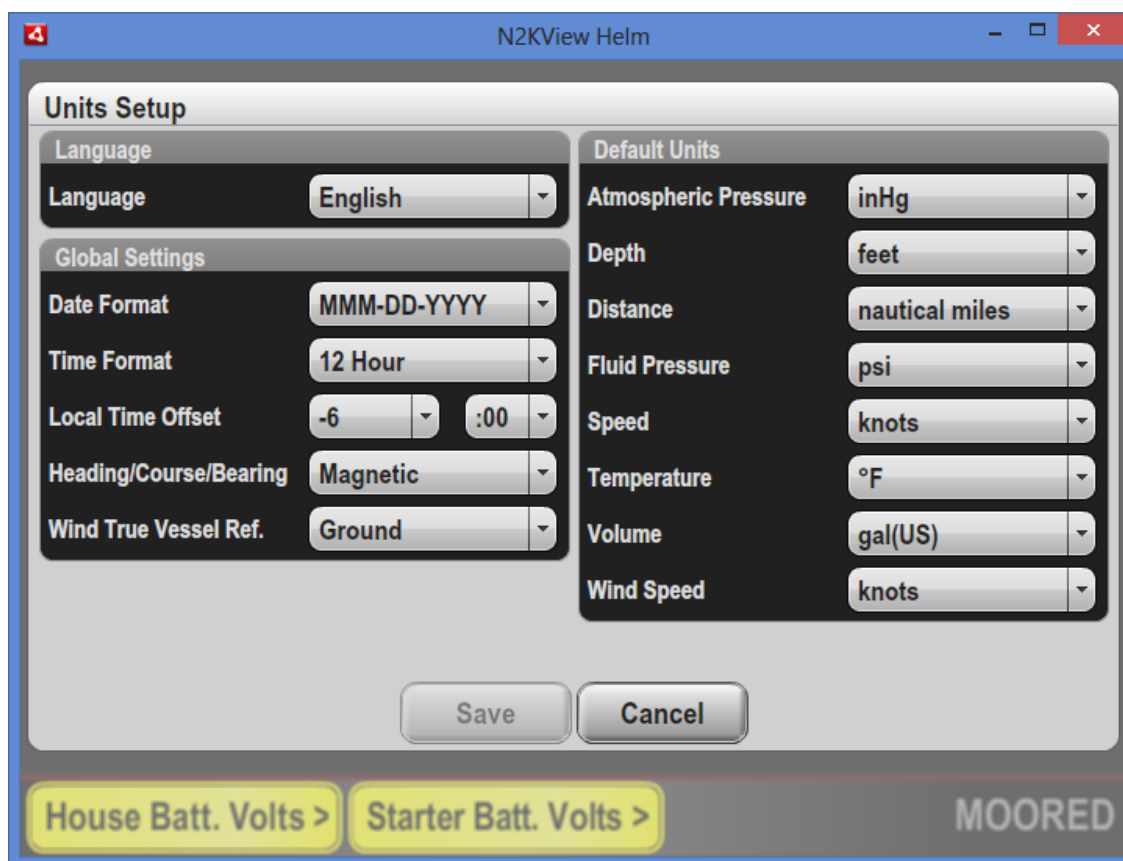 N2KView Helm
Units Setup
Language
Language English
Global Settings
Date Format MMM-DD-YYYY
Time Format 12 Hour
Local Time Offset -6 :00
Heading/Course/Bearing Magnetic
Wind True Vessel Ref. Ground
Default Units
Atmospheric Pressure inHg
Depth feet
Distance nautical miles
Fluid Pressure psi
Speed knots
Temperature °F
Volume gal(US)
Wind Speed knots
Save Cancel
House Batt. Volts > Starter Batt. Volts > MOORED